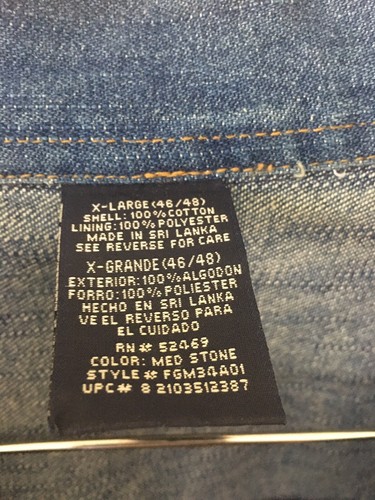 X-LARGE(46/48)
SHELL: 100% COTTON
LINING: 100% POLYESTER
MADE IN SRI LANKA
SEE REVERSE FOR CARE
X-GRANDE(46/48)
EXTERIOR: 100% ALGODON
FORRO: 100% POLIESTER
HECHO EN SRI LANKA
VE EL REVERSO PARA
EL CUIDADO
RN# 52469
COLOR: MED STONE
STYLE# FGM34A01
UPC# 8 2103512387